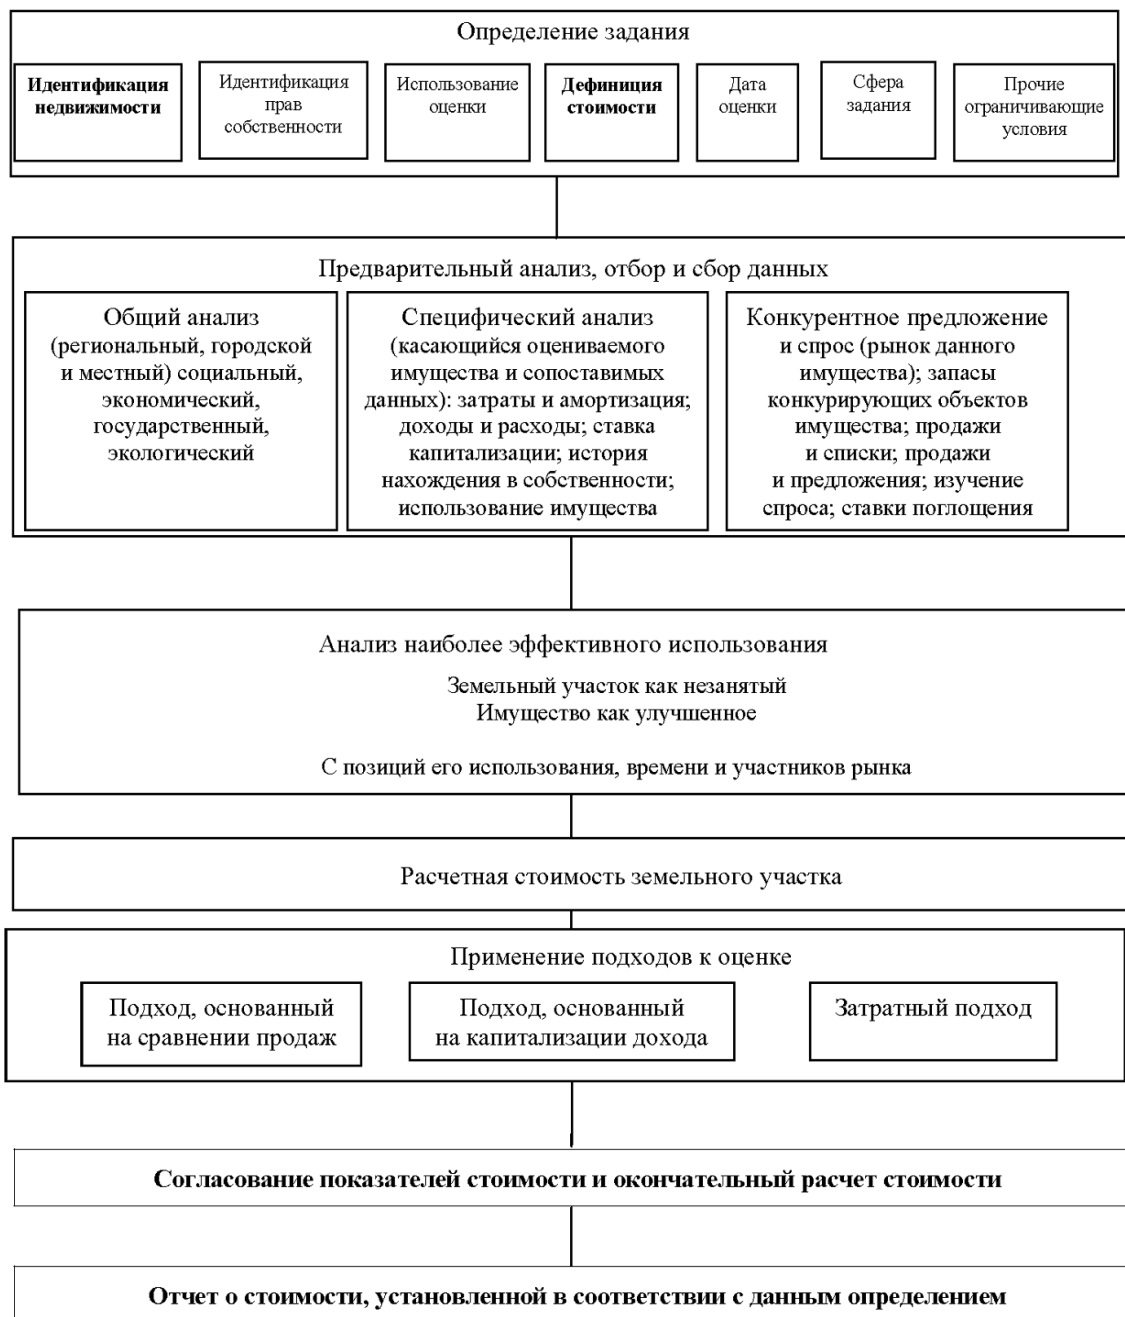 Определение задания
Идентификация
недвижимости
Идентификация
прав
собственности
Использование
оценки
Дефиниция
стоимости
Дата
оценки
Сфера
задания
Прочие
ограничивающие
условия
Предварительный анализ, отбор и сбор данных
Общий анализ
(региональный, городской
и местный) социальный,
экономический,
государственный,
экологический
Специфический анализ
(касающийся оцениваемого
имущества и сопоставимых
данных): затраты и амортизация;
доходы и расходы; ставка
капитализации; история
нахождения в собственности;
использование имущества
Конкурентное предложение
и спрос (рынок данного
имущества); запасы
конкурирующих объектов
имущества; продажи
и списки; продажи
и предложения; изучение
спроса; ставки поглощения
Анализ наиболее эффективного использования
Земельный участок как незанятый
Имущество как улучшенное
С позиций его использования, времени и участников рынка
Расчетная стоимость земельного участка
Применение подходов к оценке
Подход, основанный
на сравнении продаж
Подход, основанный
на капитализации дохода
Затратный подход
Согласование показателей стоимости и окончательный расчет стоимости
Отчет о стоимости, установленной в соответствии с данным определением